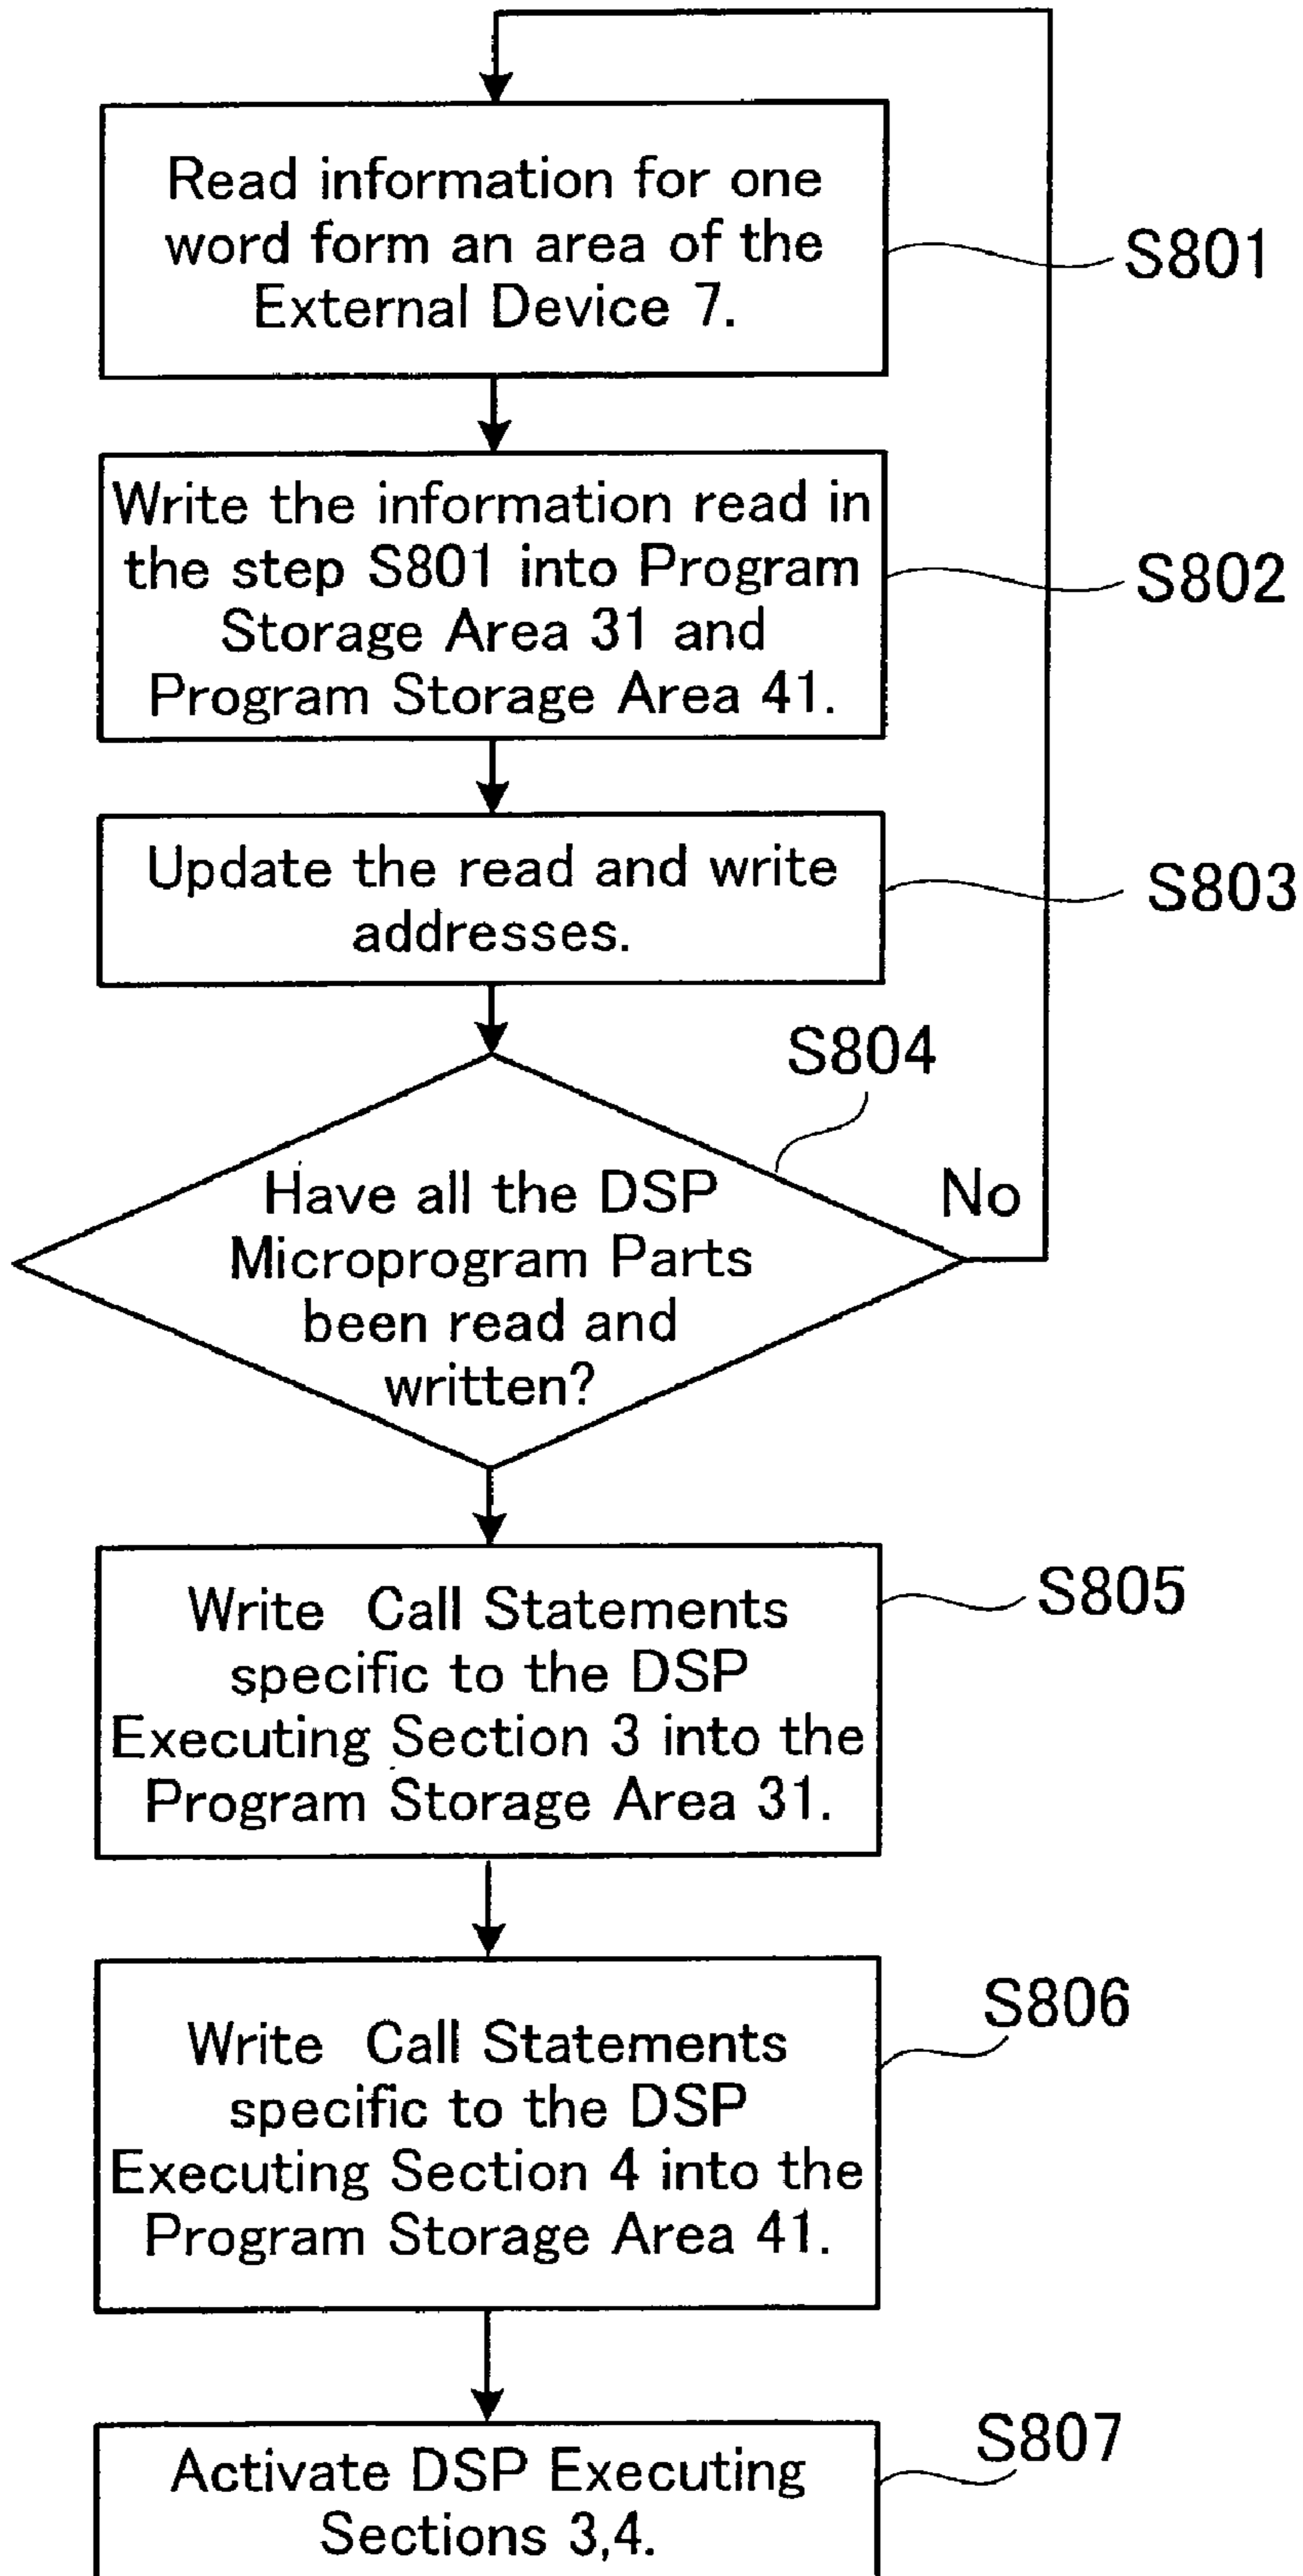 Read information for one
word form an area of the
External Device 7.
S801
Write the information read in
the step S801 into Program
Storage Area 31 and
Program Storage Area 41.
S802
Update the read and write
addresses.
S803
S804
Have all the DSP
Microprogram Parts
been read and
written?
No
Write Call Statements
specific to the DSP
Executing Section 3 into the
Program Storage Area 31.
S805
Write Call Statements
specific to the DSP
Executing Section 4 into the
Program Storage Area 41.
S806
Activate DSP Executing
Sections 3,4.
S807